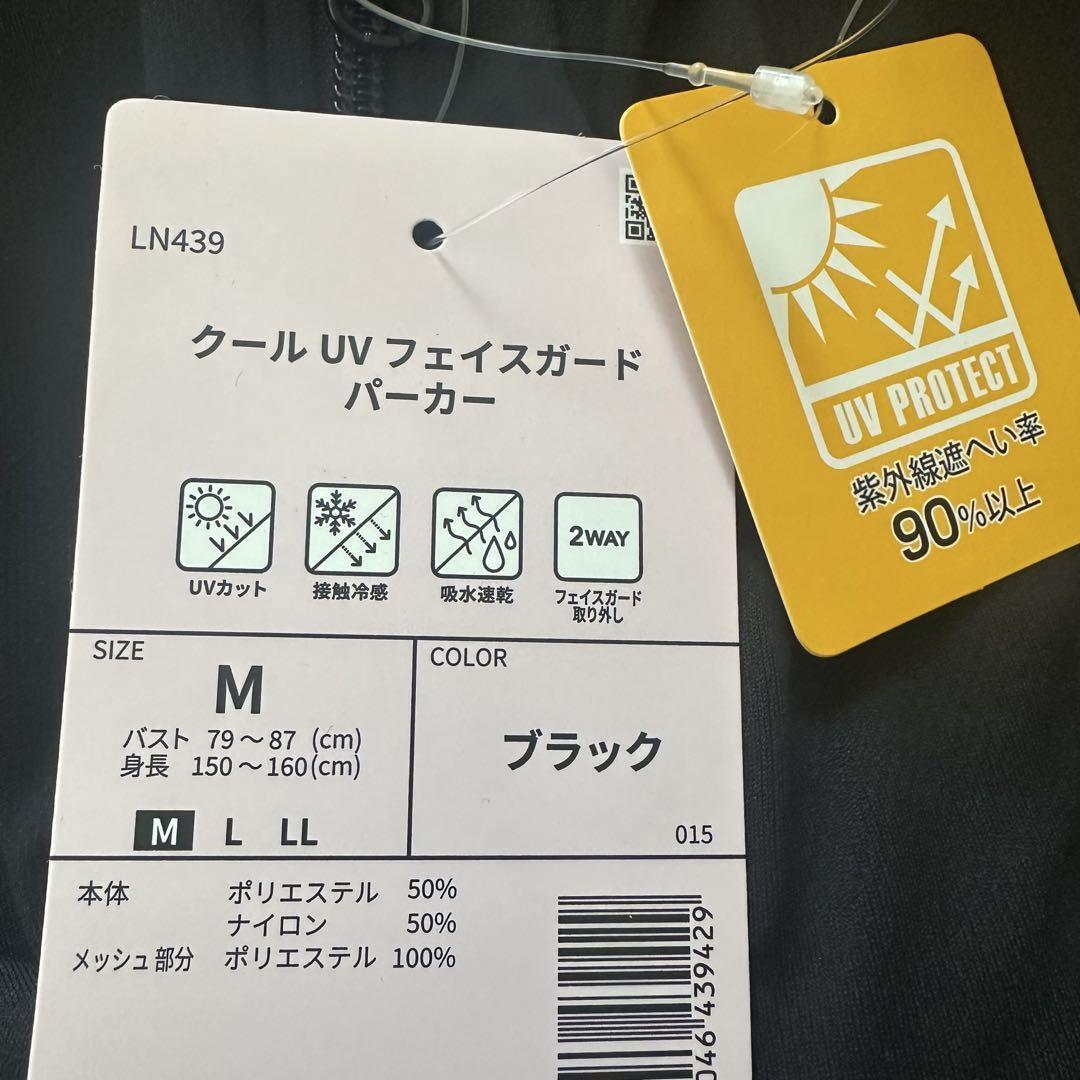 LN439
クール UV フェイスガード
パーカー
UVカット
接触冷感
吸水速乾
2WAY
フェイスガード
取り外し
SIZE
M
バスト 79～87 (cm)
身長 150～160(cm)
M L LL
COLOR
ブラック
015
本体 ポリエステル 50%
ナイロン 50%
メッシュ部分 ポリエステル 100%
046 439429
UV PROTECT
紫外線遮へい率
90%以上